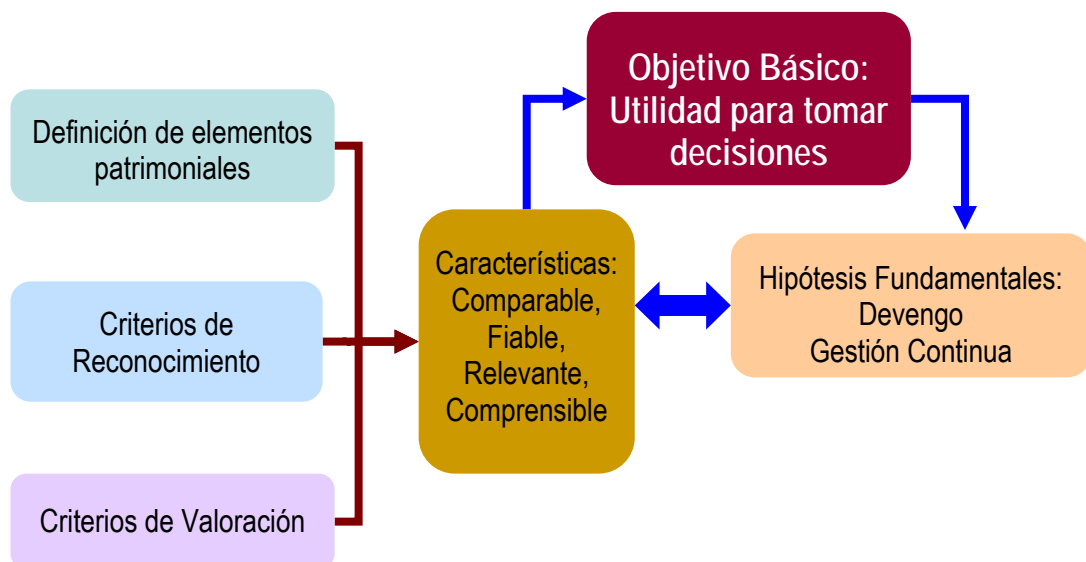 Objetivo Básico:
Utilidad para tomar
decisiones
Definición de elementos
patrimoniales
Criterios de
Reconocimiento
Criterios de Valoración
Características:
Comparable,
Fiable,
Relevante,
Comprensible
Hipótesis Fundamentales:
Devengo
Gestión Continua